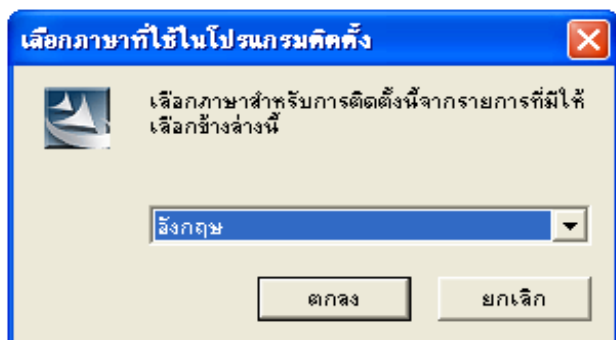 เลือกภาษาที่ใช้ในโปรแกรมติดตั้ง
เลือกภาษาสำหรับการติดตั้งนี้จากรายการที่มีให้
เลือกข้างล่างนี้
อังกฤษ
ตกลง
ยกเลิก